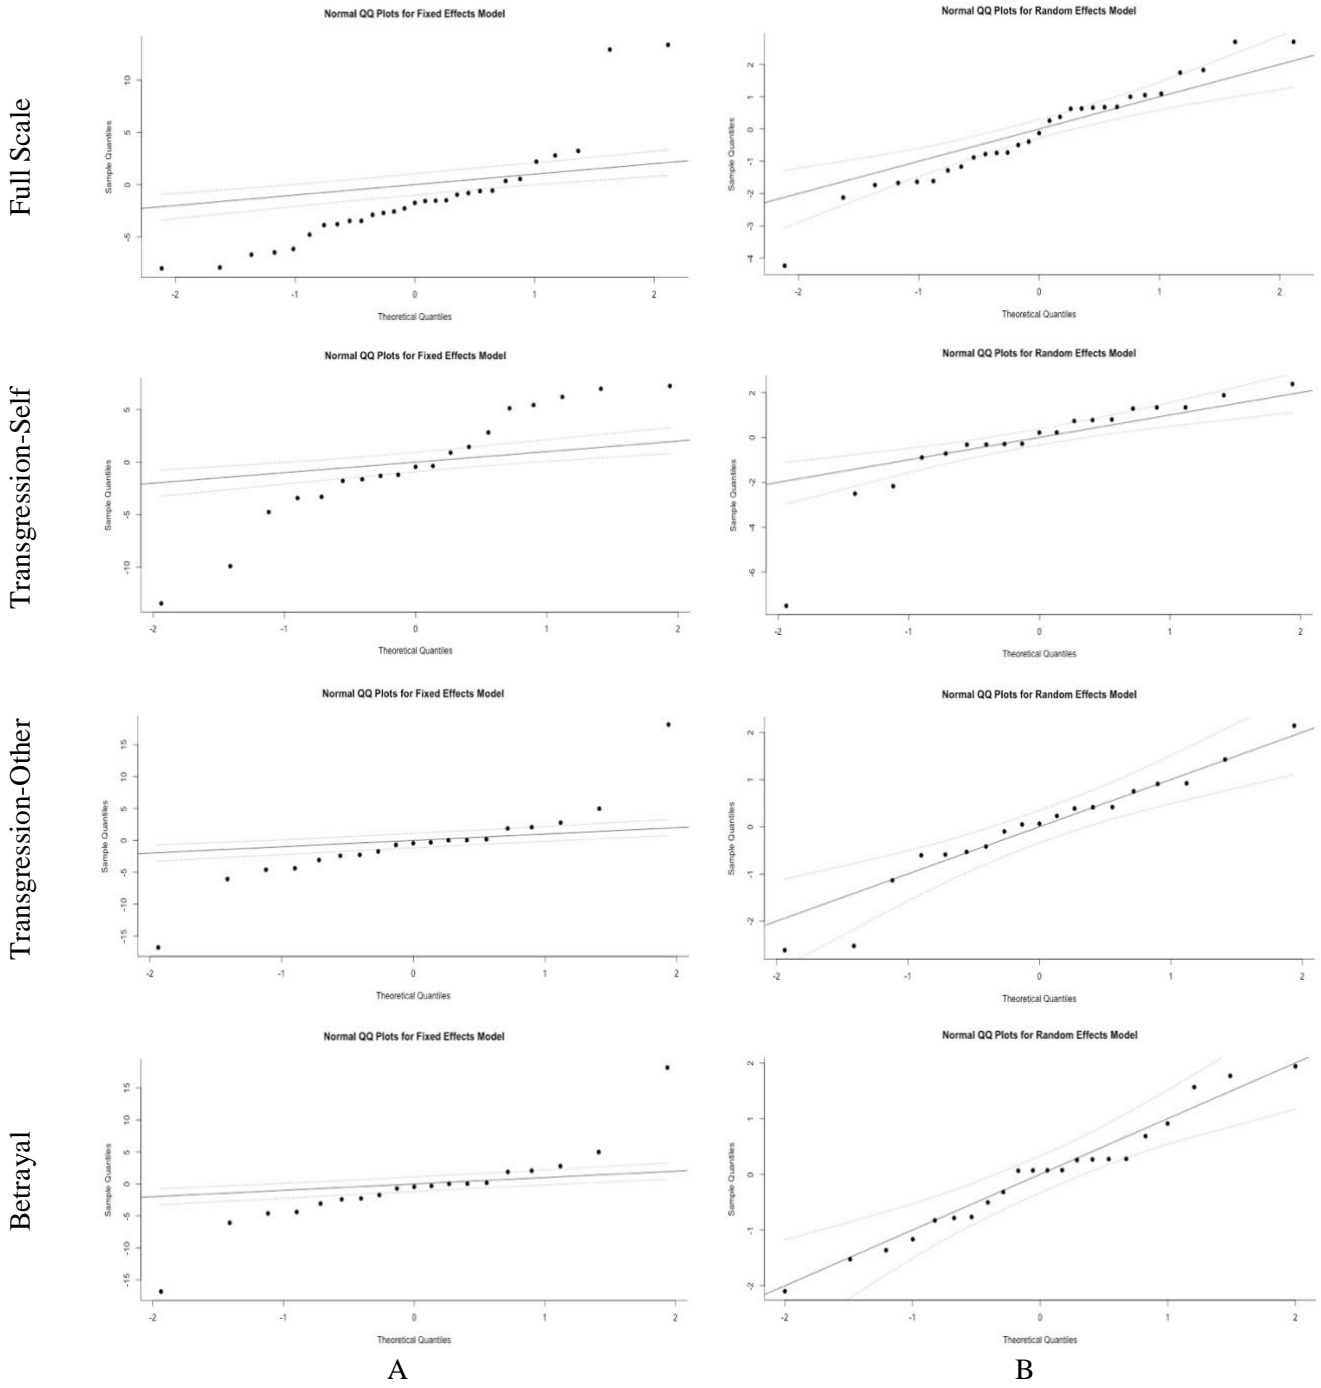 Full Scale
Normal QQ Plots for Fixed Effects Model
Sample Quantiles
10
5
0
-5
-2 -1 0 1 2
Theoretical Quantiles
Normal QQ Plots for Random Effects Model
Sample Quantiles
2
1
0
-1
-2
-3
-4
-2 -1 0 1 2
Theoretical Quantiles
Transgression-Self
Normal QQ Plots for Fixed Effects Model
Sample Quantiles
5
0
-5
-10
-2 -1 0 1 2
Theoretical Quantiles
Normal QQ Plots for Random Effects Model
Sample Quantiles
2
0
-2
-4
-6
-2 -1 0 1 2
Theoretical Quantiles
Transgression-Other
Normal QQ Plots for Fixed Effects Model
Sample Quantiles
15
10
5
0
-5
-10
-15
-2 -1 0 1 2
Theoretical Quantiles
Normal QQ Plots for Random Effects Model
Sample Quantiles
2
1
0
-1
-2
-2 -1 0 1 2
Theoretical Quantiles
Betrayal
Normal QQ Plots for Fixed Effects Model
Sample Quantiles
15
10
5
0
-5
-10
-15
-2 -1 0 1 2
Theoretical Quantiles
Normal QQ Plots for Random Effects Model
Sample Quantiles
2
1
0
-1
-2
-2 -1 0 1 2
Theoretical Quantiles
A
B